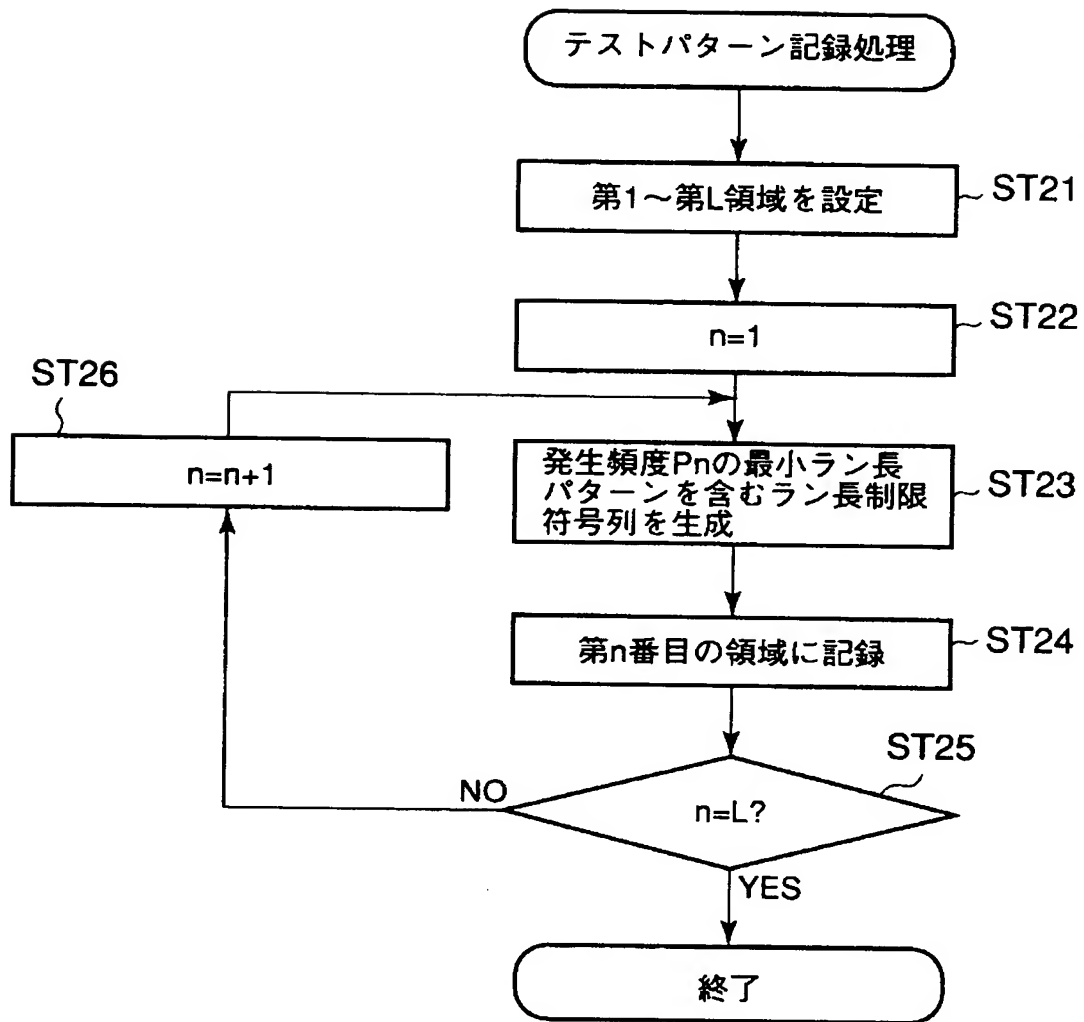 テストパターン記録処理
第1〜第L領域を設定
ST21
n=1
ST22
ST26
n=n+1
発生頻度Pnの最小ラン長
パターンを含むラン長制限
符号列を生成
ST23
第n番目の領域に記録
ST24
ST25
n=L?
NO
YES
終了